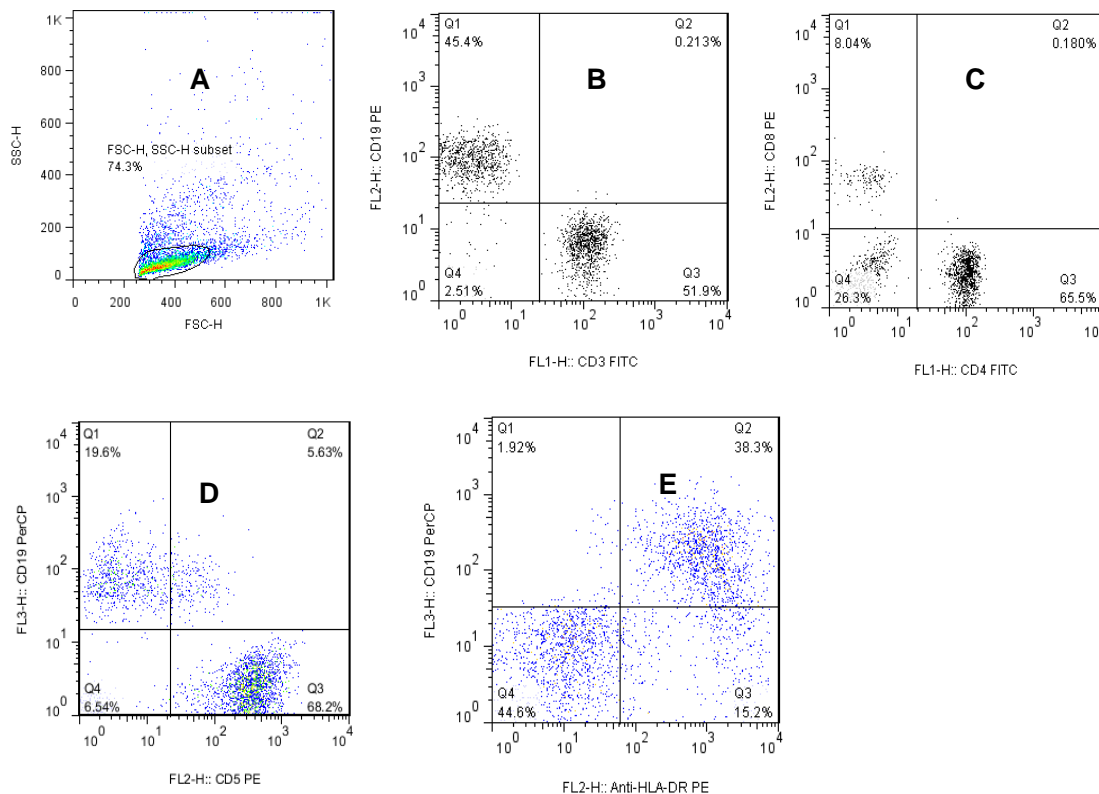 A
1K
800
600
400
200
0
SSC-H
FSC-H, SSC-H subset
74.3%
0 200 400 600 800 1K
FSC-H
B
Q1
45.4%
Q2
0.213%
10^4
10^3
10^2
10^1
10^0
FL2-H:: CD19 PE
Q4
2.51%
Q3
51.9%
10^0 10^1 10^2 10^3 10^4
FL1-H:: CD3 FITC
C
Q1
8.04%
Q2
0.180%
10^4
10^3
10^2
10^1
10^0
FL2-H:: CD8 PE
Q4
26.3%
Q3
65.5%
10^0 10^1 10^2 10^3 10^4
FL1-H:: CD4 FITC
D
Q1
19.6%
Q2
5.63%
10^4
10^3
10^2
10^1
10^0
FL3-H:: CD19 PerCP
Q4
6.54%
Q3
68.2%
10^0 10^1 10^2 10^3 10^4
FL2-H:: CD5 PE
E
Q1
1.92%
Q2
38.3%
10^4
10^3
10^2
10^1
10^0
FL3-H:: CD19 PerCP
Q4
44.6%
Q3
15.2%
10^0 10^1 10^2 10^3 10^4
FL2-H:: Anti-HLA-DR PE